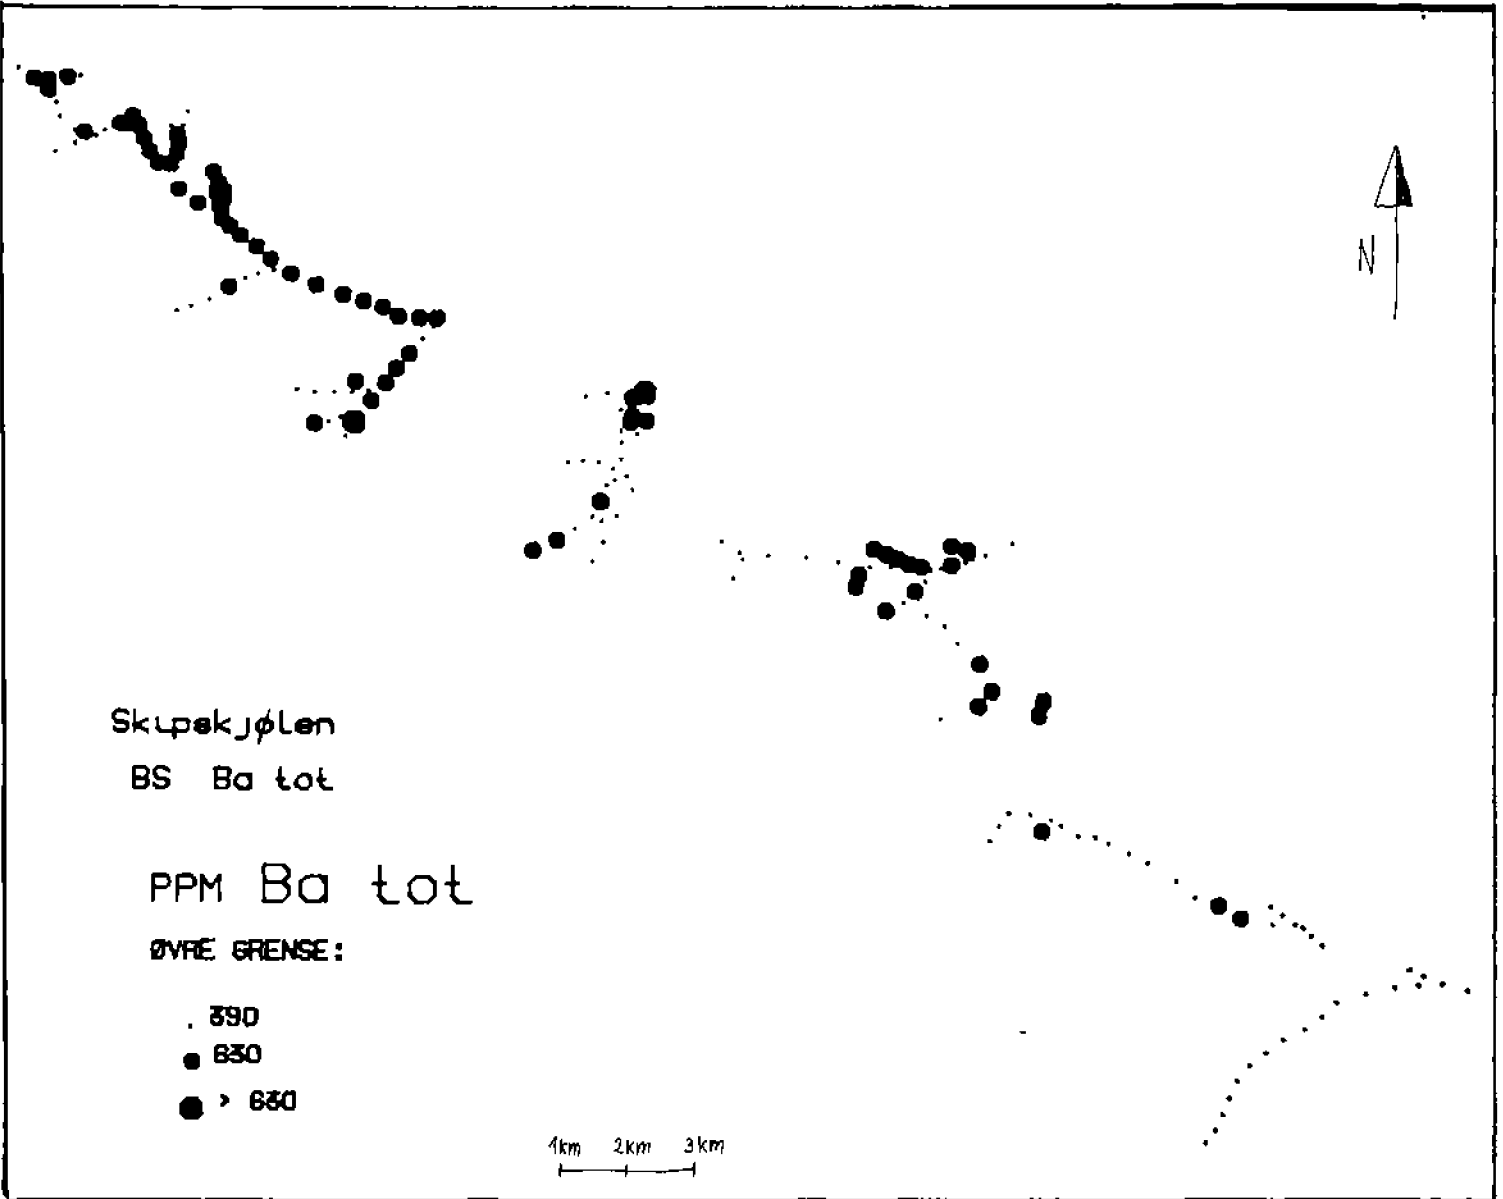 N
Skipskjølen
BS Ba tot
PPM Ba tot
ØVRE GRENSE:
. 390
630
> 630
1km 2km 3km